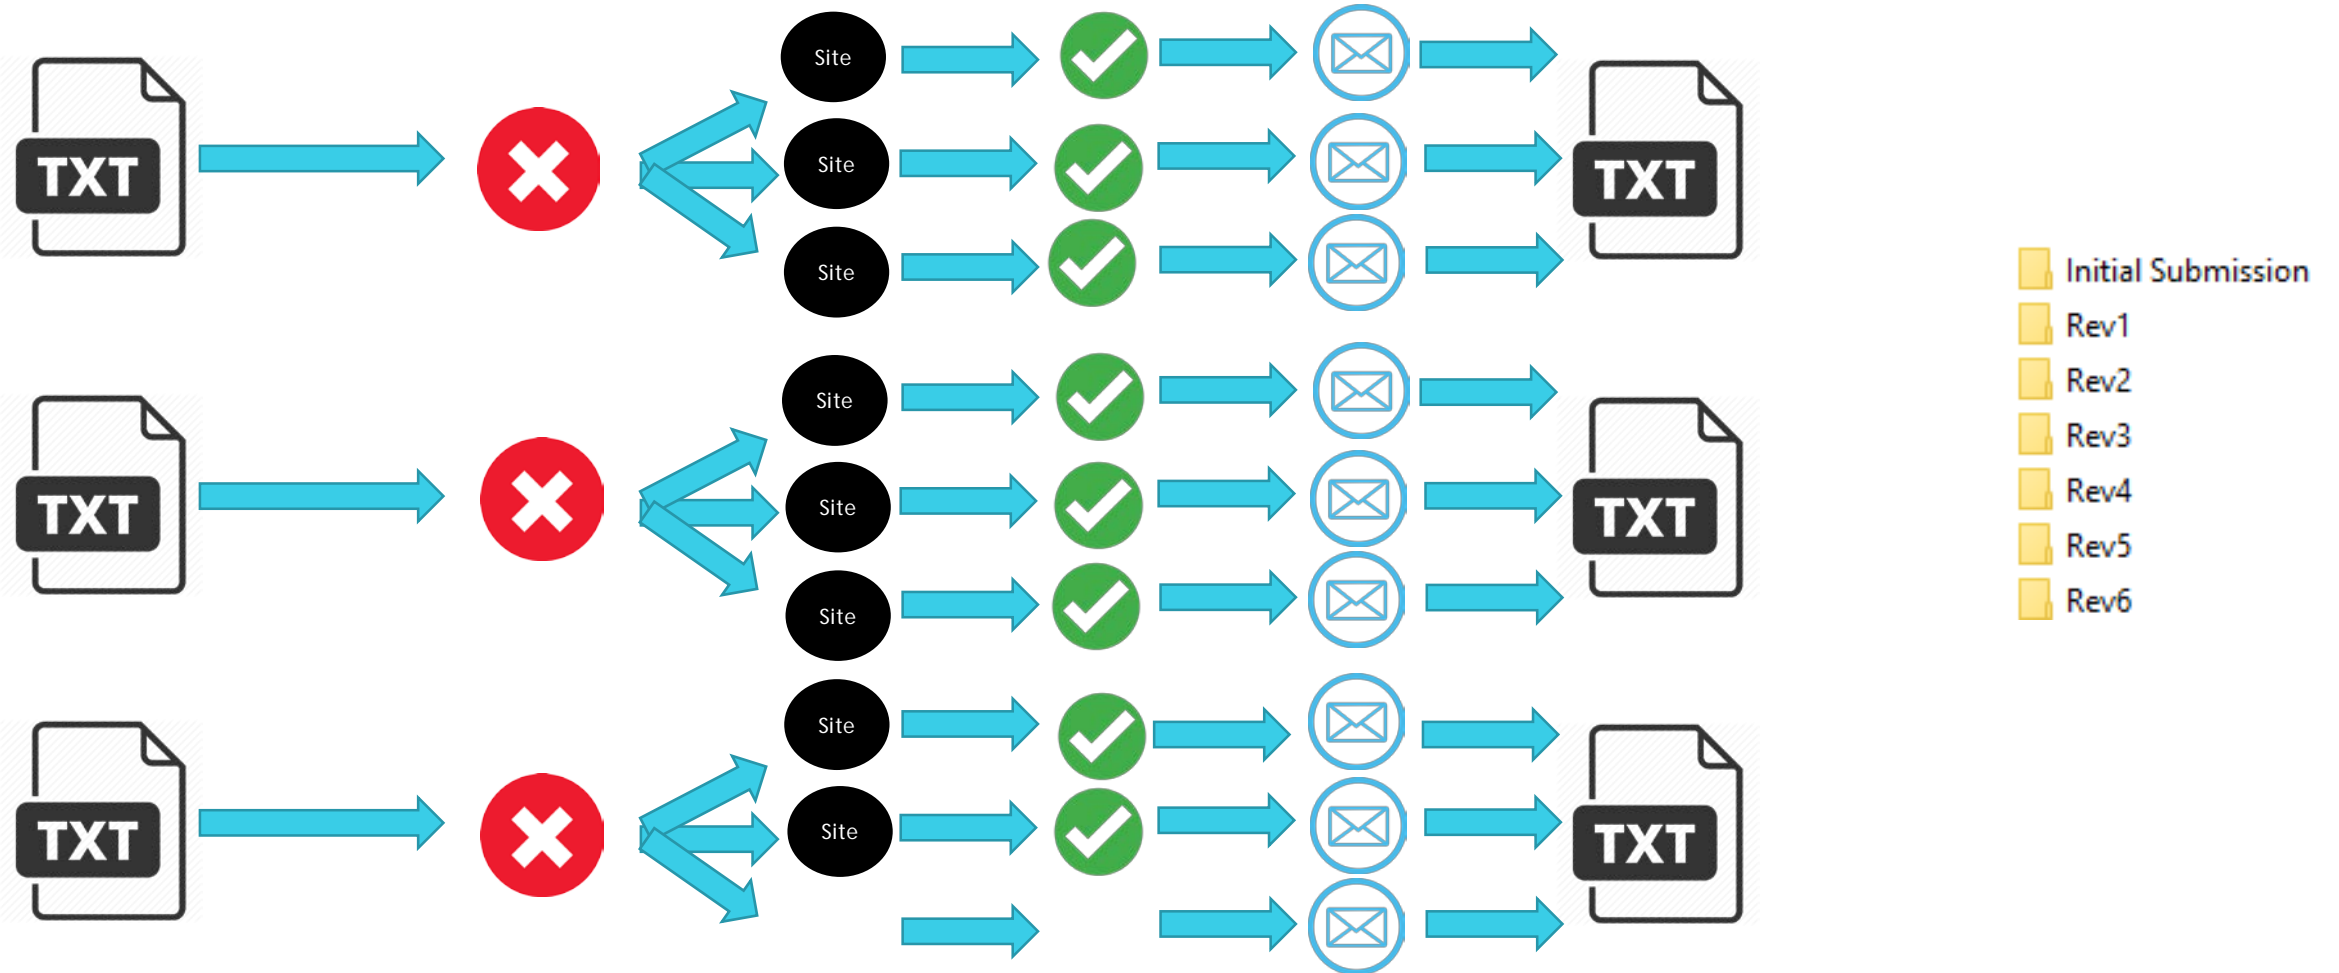 Site
TXT
Site
TXT
Site
Initial Submission
Rev1
Site
Rev2
Rev3
TXT
Site
TXT
Rev4
Rev5
Site
Rev6
Site
TXT
Site
TXT